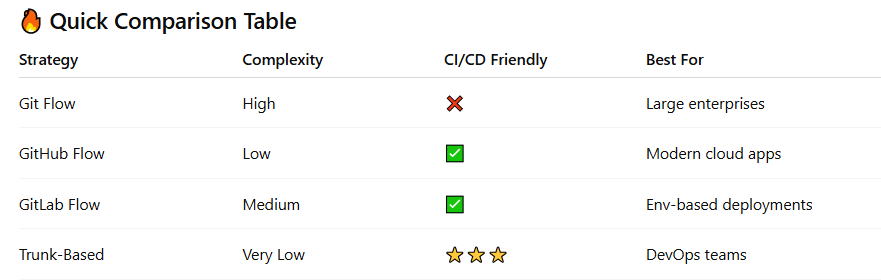 🔥 Quick Comparison Table
Strategy Complexity CI/CD Friendly Best For
Git Flow High ❌ Large enterprises
GitHub Flow Low ✅ Modern cloud apps
GitLab Flow Medium ✅ Env-based deployments
Trunk-Based Very Low ⭐⭐⭐ DevOps teams